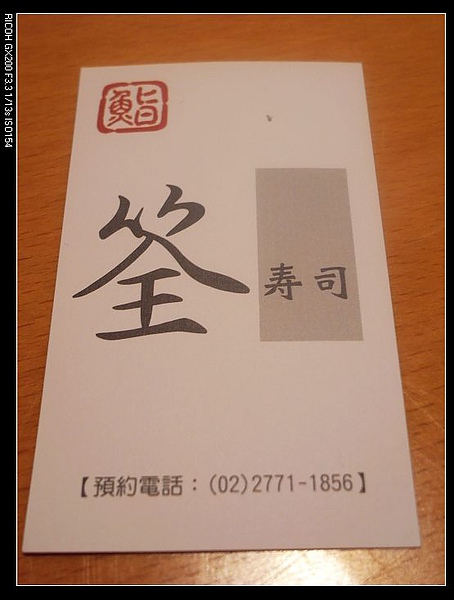 RICOH GX200 F3.3 1/13s ISO154
鮨
筌
寿司
【預約電話：(02)2771-1856】